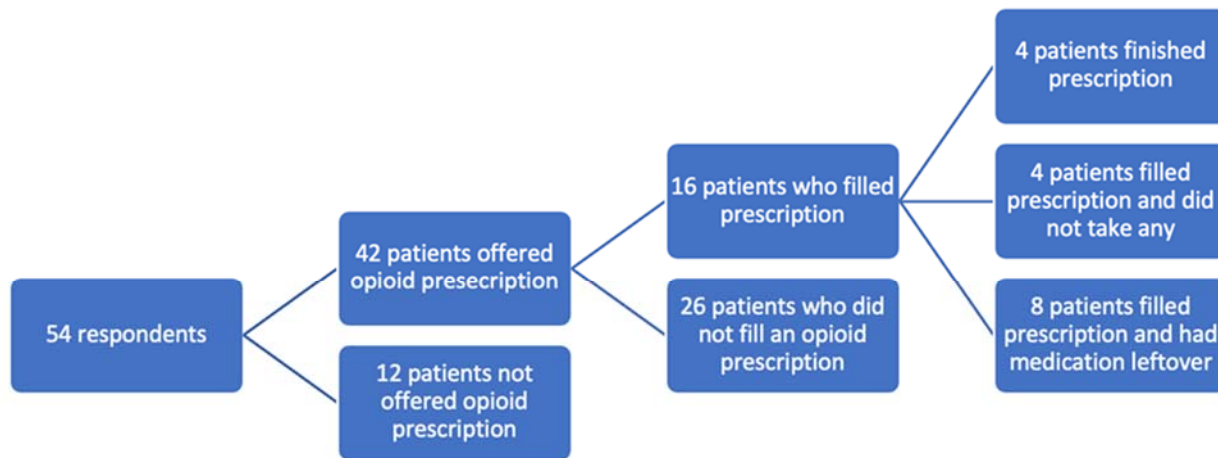 54 respondents
42 patients offered
opioid presecription
12 patients not
offered opioid
prescription
16 patients who filled
prescription
26 patients who did
not fill an opioid
prescription
4 patients finished
prescription
4 patients filled
prescription and did
not take any
8 patients filled
prescription and had
medication leftover